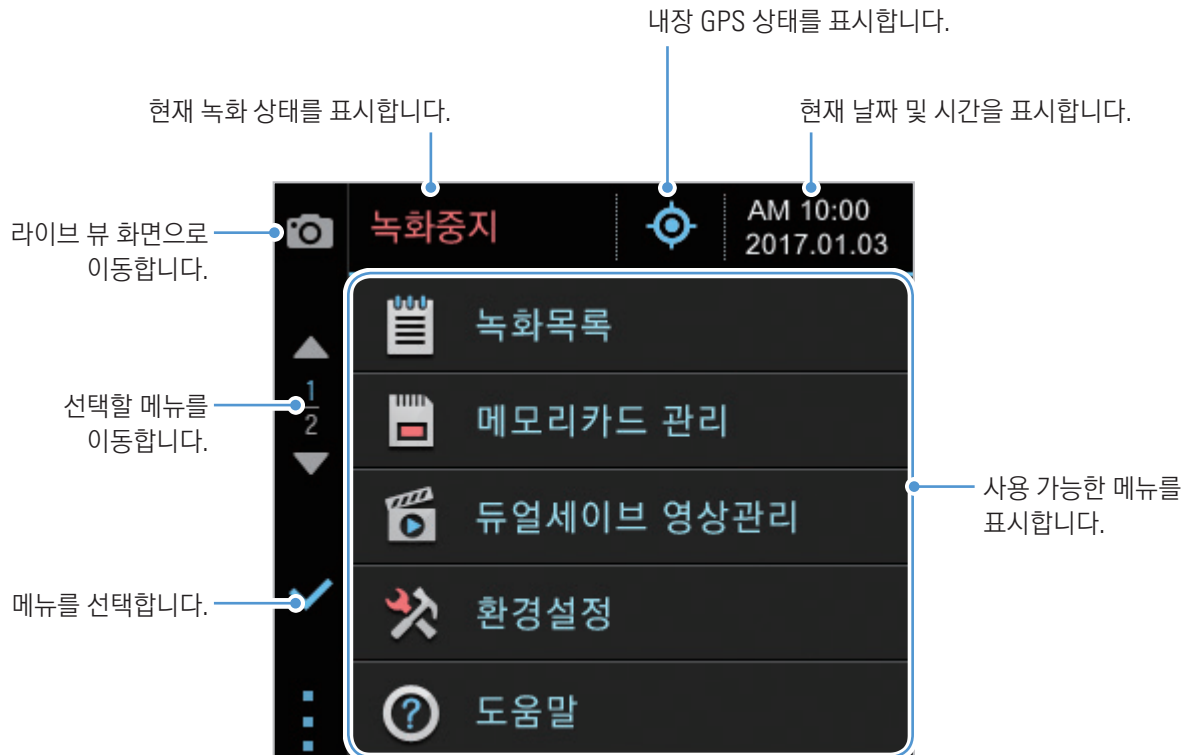 내장 GPS 상태를 표시합니다.
현재 녹화 상태를 표시합니다.
현재 날짜 및 시간을 표시합니다.
라이브 뷰 화면으로
이동합니다.
녹화중지
AM 10:00
2017.01.03
녹화목록
선택할 메뉴를
이동합니다.
1
2
메모리카드 관리
듀얼세이브 영상관리
사용 가능한 메뉴를
표시합니다.
메뉴를 선택합니다.
환경설정
? 도움말